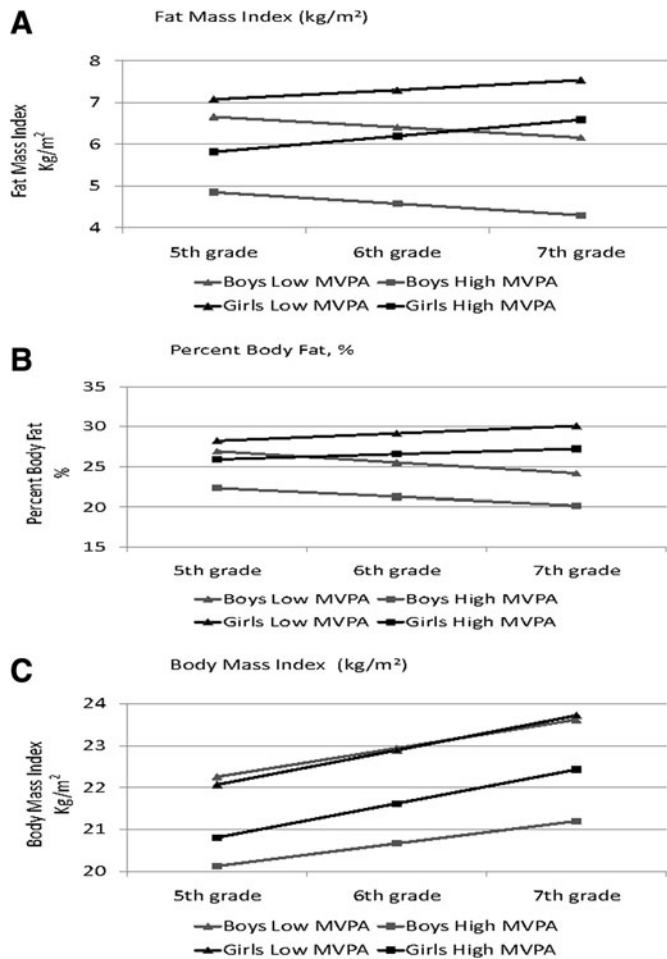 A
Fat Mass Index (kg/m²)
Fat Mass Index
Kg/m²
8
7
6
5
4
5th grade 6th grade 7th grade
Boys Low MVPA Boys High MVPA
Girls Low MVPA Girls High MVPA
B
Percent Body Fat, %
Percent Body Fat
%
35
30
25
20
15
5th grade 6th grade 7th grade
Boys Low MVPA Boys High MVPA
Girls Low MVPA Girls High MVPA
C
Body Mass Index (kg/m²)
Body Mass Index
Kg/m²
24
23
22
21
20
5th grade 6th grade 7th grade
Boys Low MVPA Boys High MVPA
Girls Low MVPA Girls High MVPA